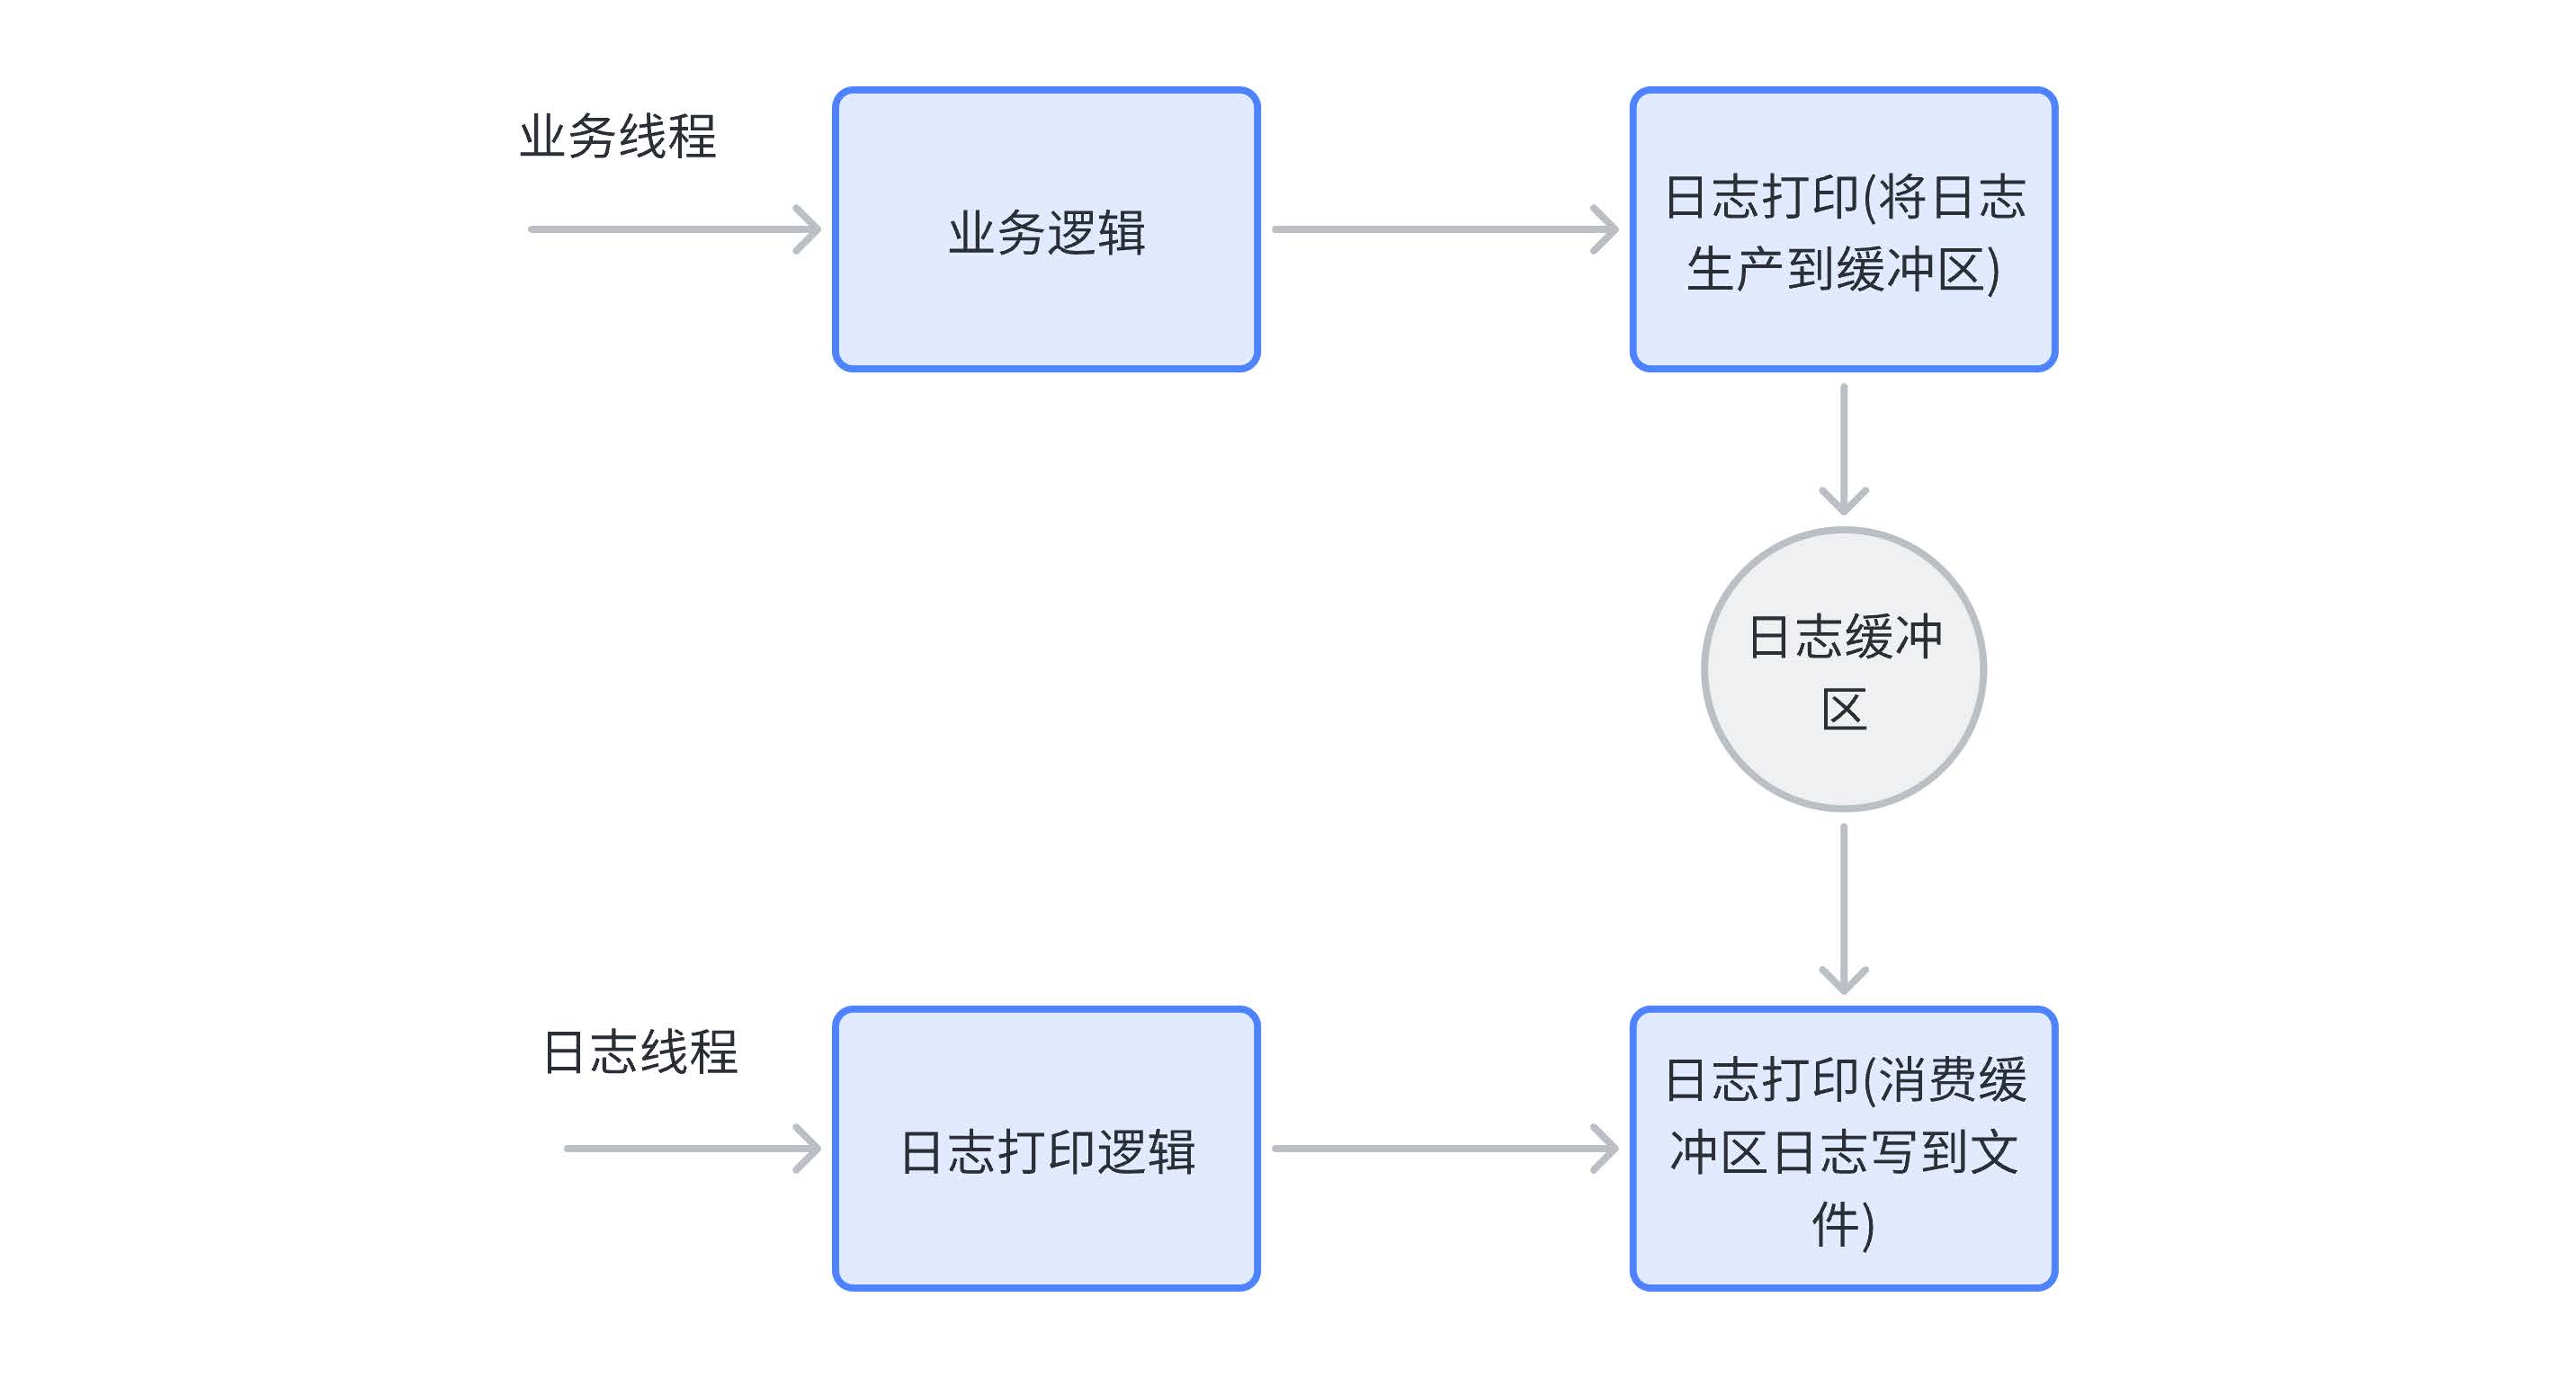 业务线程
业务逻辑
日志打印(将日志
生产到缓冲区)
日志缓冲
区
日志线程
日志打印逻辑
日志打印(消费缓
冲区日志写到文
件)